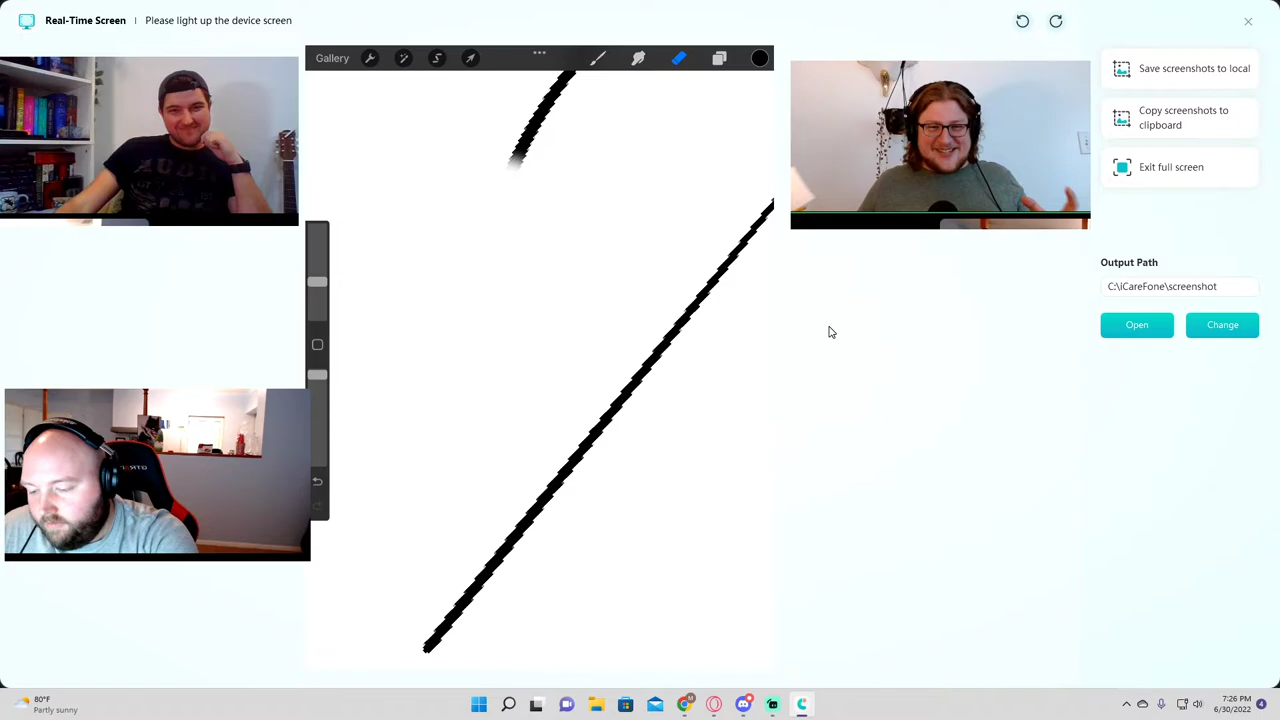 Real-Time Screen | Please light up the device screen
Gallery
Save screenshots to local
Copy screenshots to
clipboard
Exit full screen
Output Path
C:\iCareFone\screenshot
Open
Change
80°F
Partly sunny
7:26 PM
6/30/2022
4